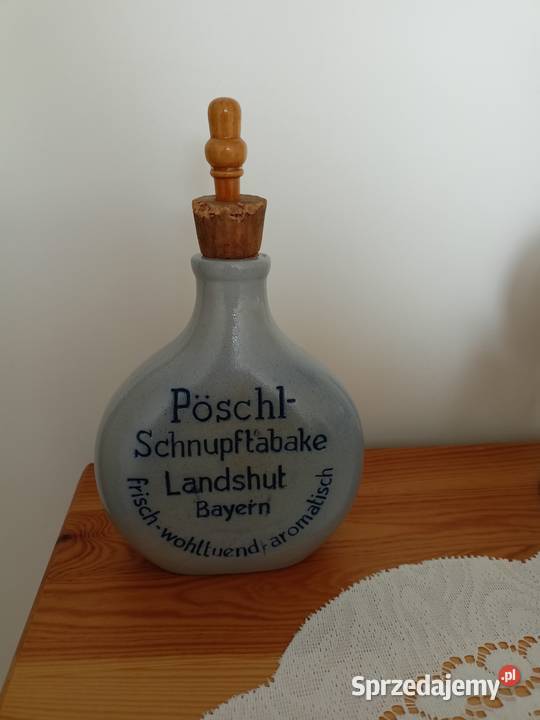 Pöschl-
Schnupftabake
Landshut
Bayern
frisch-wohltuend-aromatisch
Sprzedajemy.pl